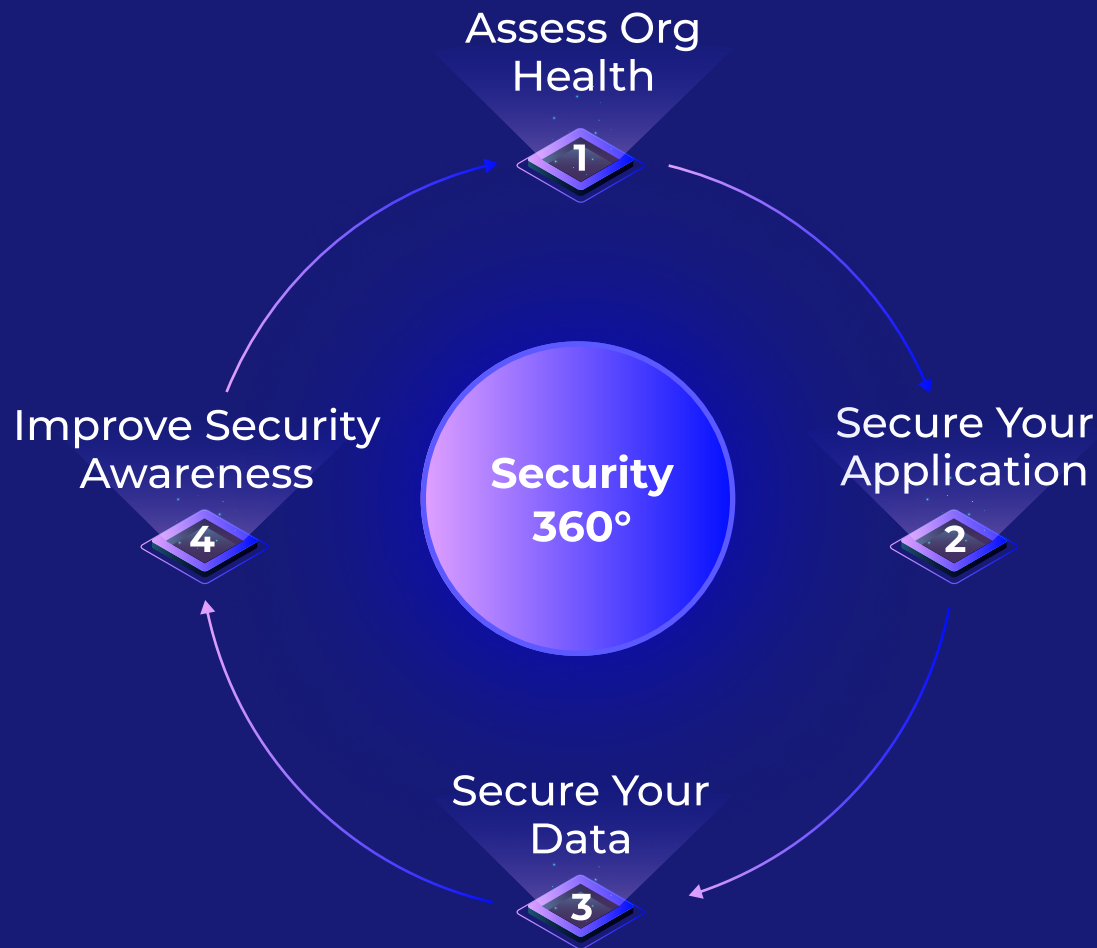 Assess Org
Health
1
Secure Your
Application
2
Secure Your
Data
3
Improve Security
Awareness
4
Security
360°